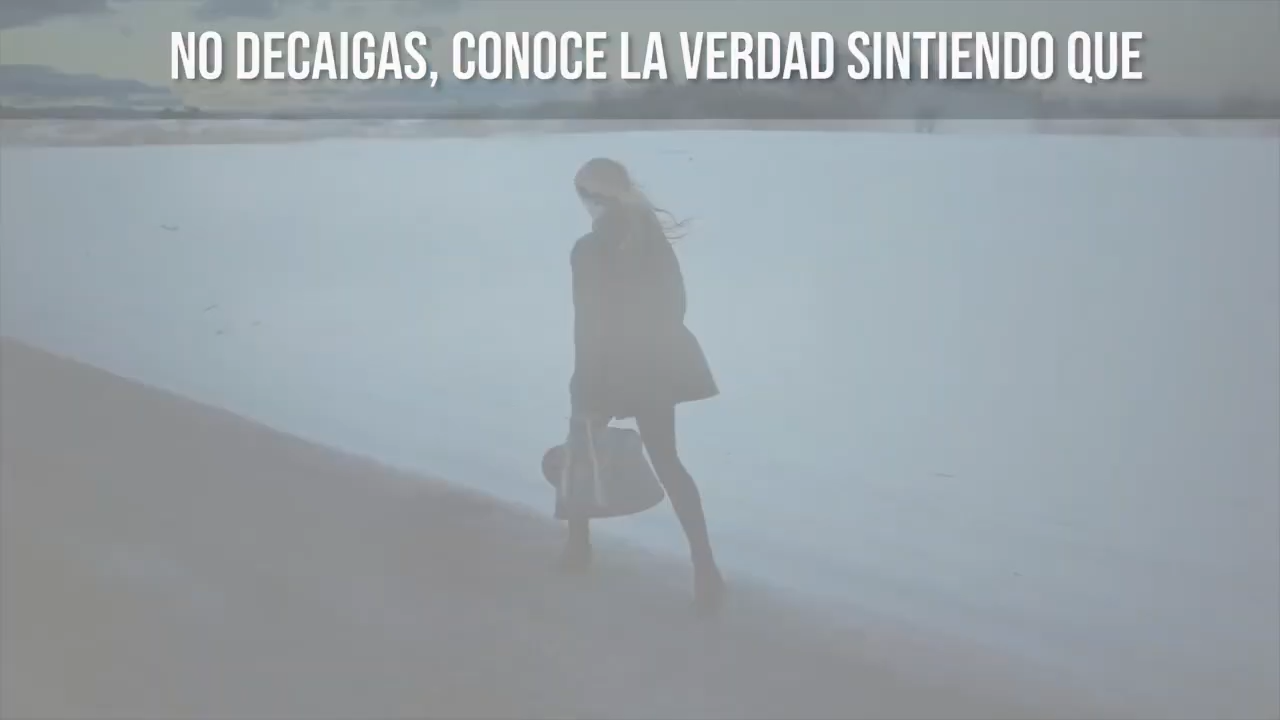 NO DECAIGAS, CONOCE LA VERDAD SINTIENDO QUE